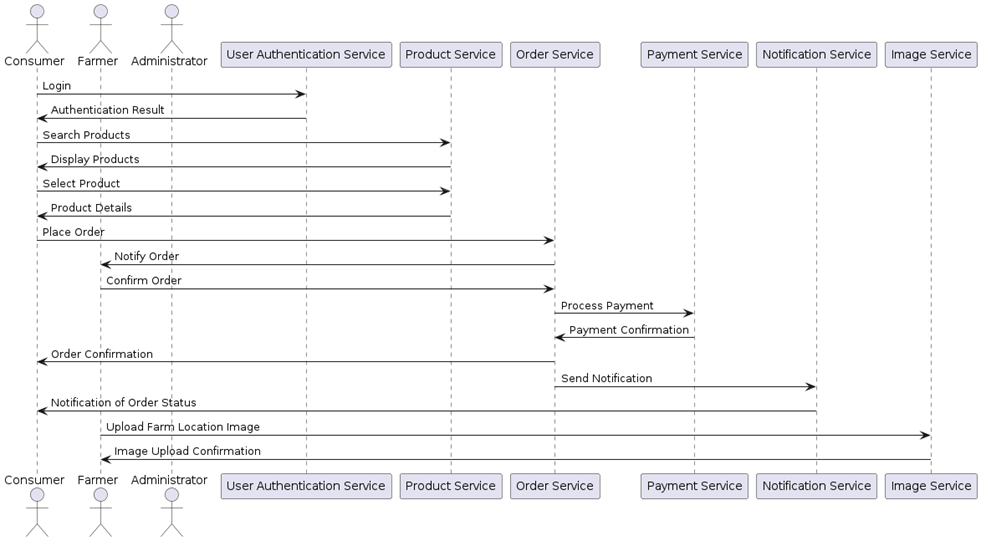 Consumer Farmer Administrator User Authentication Service Product Service Order Service Payment Service Notification Service Image Service
Login
Authentication Result
Search Products
Display Products
Select Product
Product Details
Place Order
Notify Order
Confirm Order
Process Payment
Payment Confirmation
Order Confirmation
Send Notification
Notification of Order Status
Upload Farm Location Image
Image Upload Confirmation
Consumer Farmer Administrator User Authentication Service Product Service Order Service Payment Service Notification Service Image Service